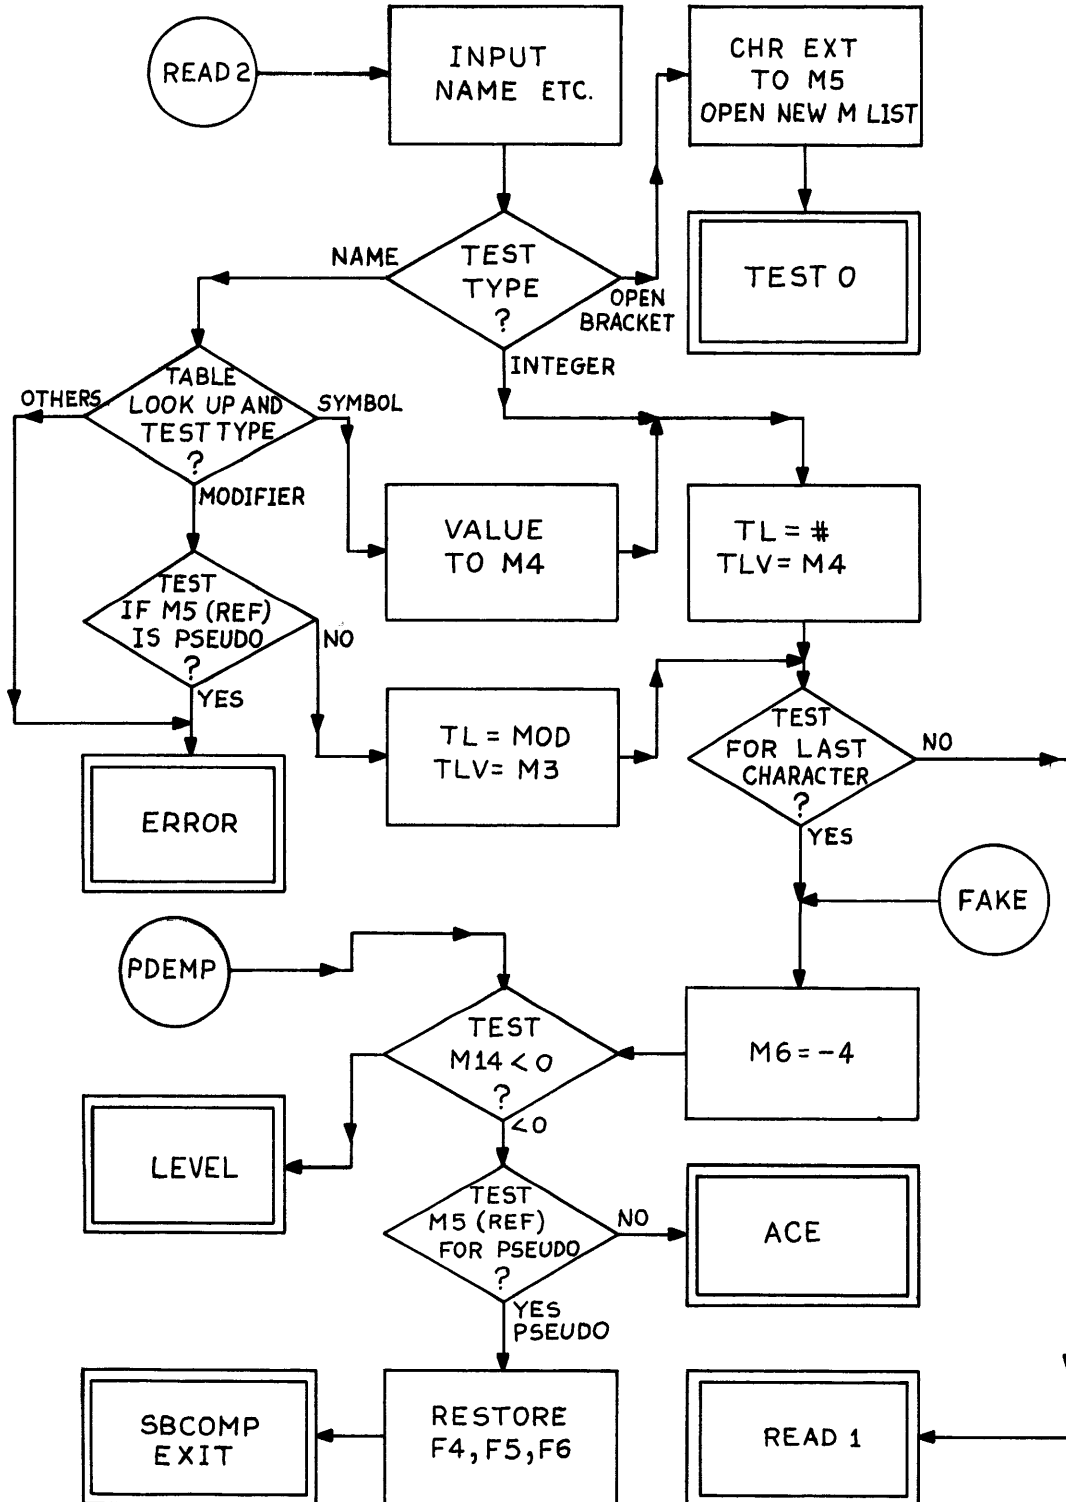 READ 2
INPUT
NAME ETC.
CHR EXT
TO M5
OPEN NEW M LIST
TEST
TYPE
?
NAME
OPEN
BRACKET
INTEGER
TEST 0
TABLE
LOOK UP AND
TEST TYPE
?
OTHERS
SYMBOL
MODIFIER
VALUE
TO M4
TL = #
TLV = M4
TEST
IF M5 (REF)
IS PSEUDO
?
NO
YES
TL = MOD
TLV = M3
TEST
FOR LAST
CHARACTER
?
NO
YES
ERROR
FAKE
PDEMP
TEST
M14 < 0
?
< 0
M6 = -4
LEVEL
TEST
M5 (REF)
FOR PSEUDO
?
NO
YES
PSEUDO
ACE
SBCOMP
EXIT
RESTORE
F4, F5, F6
READ 1